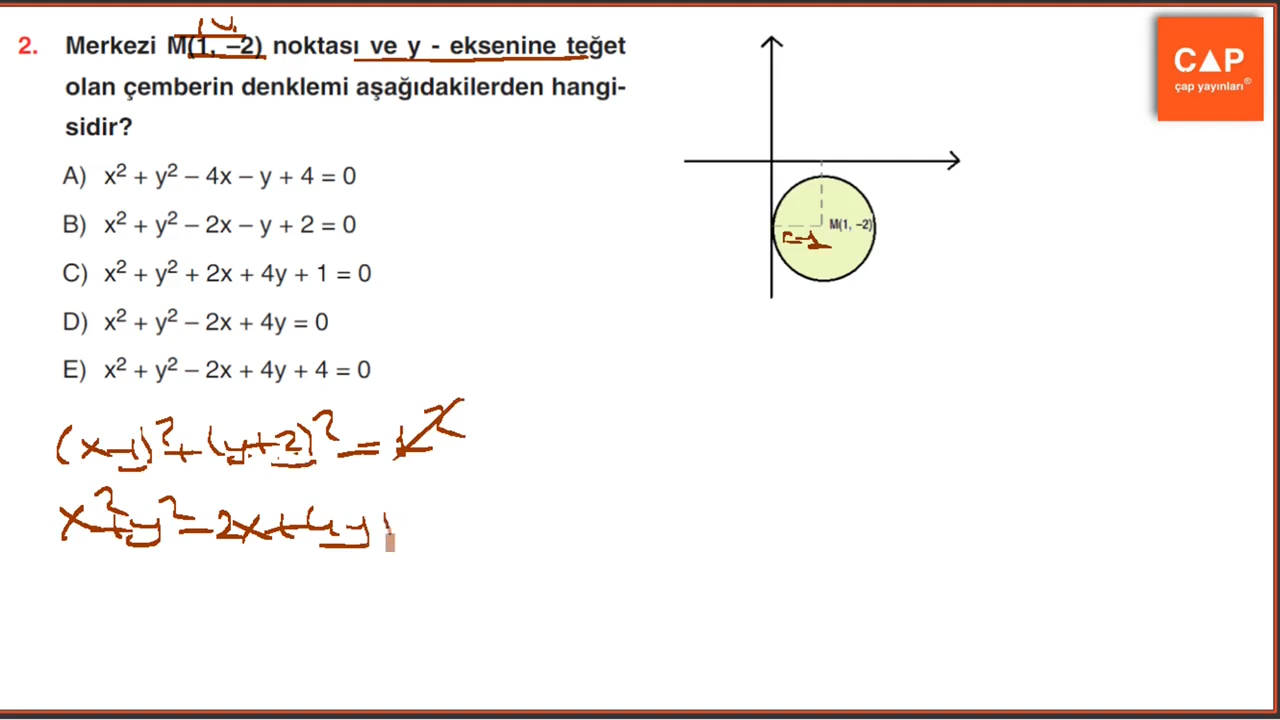 2. Merkezi M(1, –2) noktası ve y - eksenine teğet
olan çemberin denklemi aşağıdakilerden hangi-
sidir?
A) x² + y² – 4x – y + 4 = 0
B) x² + y² – 2x – y + 2 = 0
C) x² + y² + 2x + 4y + 1 = 0
D) x² + y² – 2x + 4y = 0
E) x² + y² – 2x + 4y + 4 = 0
(x-1)² + (y+2)² = 1²
x² + y² - 2x + 4y
M(1, –2)
r=1
ÇAP
çap yayınları®